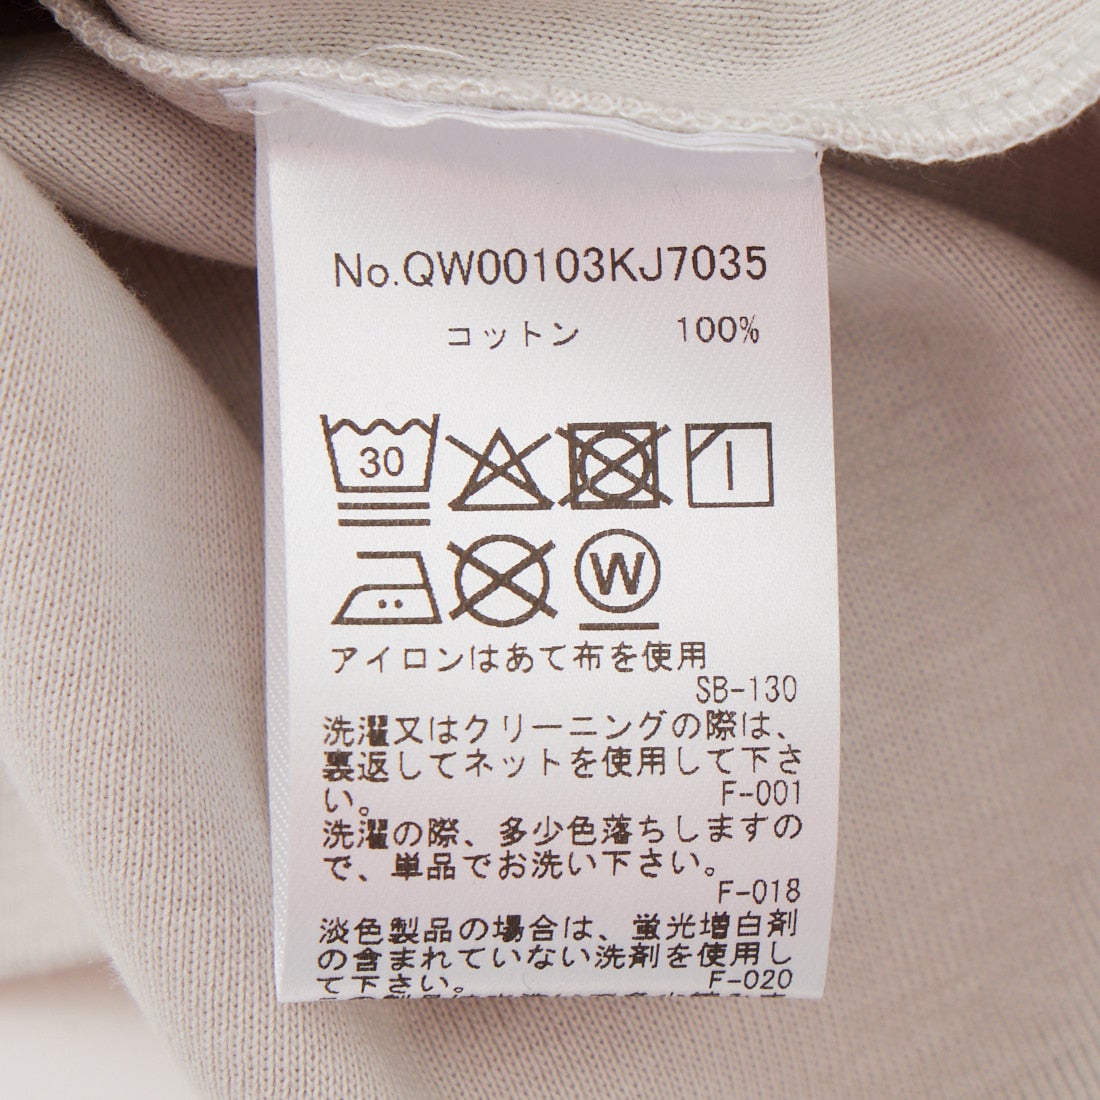 No.QW00103KJ7035
コットン 100%
30
W
アイロンはあて布を使用
SB-130
洗濯又はクリーニングの際は、
裏返してネットを使用して下さ
い。
F-001
洗濯の際、多少色落ちしますの
で、単品でお洗い下さい。
F-018
淡色製品の場合は、蛍光増白剤
の含まれていない洗剤を使用し
て下さい。
F-020